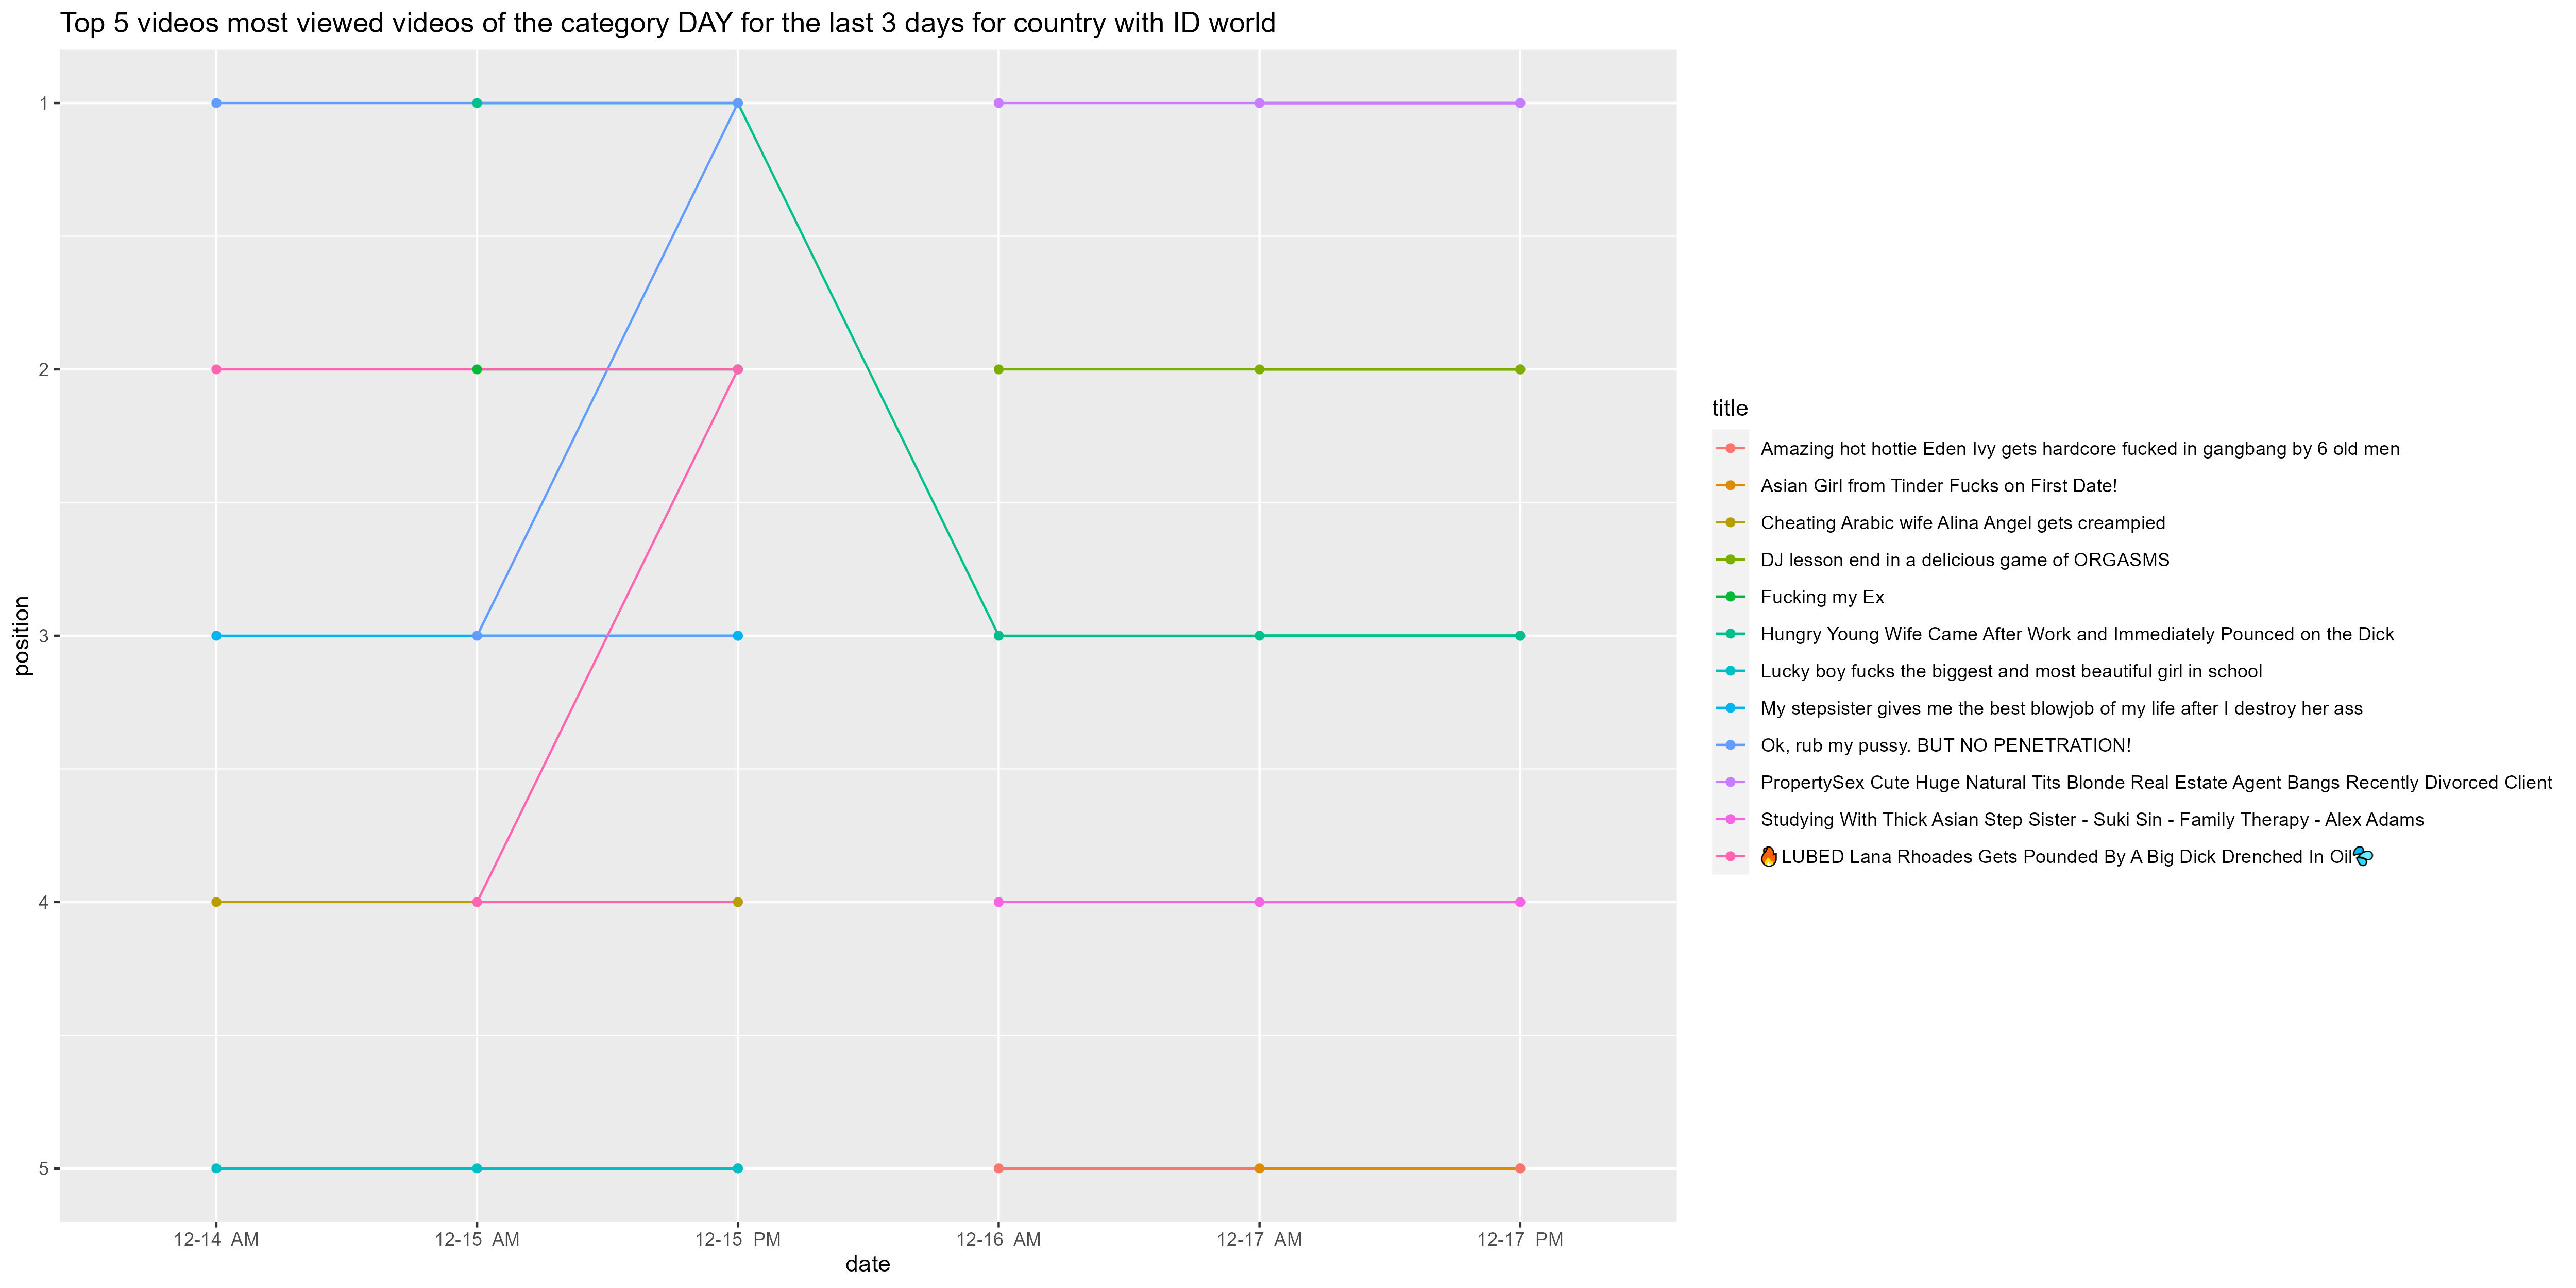 Top 5 videos most viewed videos of the category DAY for the last 3 days for country with ID world
position
1
2
3
4
5
12-14 AM
12-15 AM
12-15 PM
12-16 AM
12-17 AM
12-17 PM
date
title
Amazing hot hottie Eden Ivy gets hardcore fucked in gangbang by 6 old men
Asian Girl from Tinder Fucks on First Date!
Cheating Arabic wife Alina Angel gets creampied
DJ lesson end in a delicious game of ORGASMS
Fucking my Ex
Hungry Young Wife Came After Work and Immediately Pounced on the Dick
Lucky boy fucks the biggest and most beautiful girl in school
My stepsister gives me the best blowjob of my life after I destroy her ass
Ok, rub my pussy. BUT NO PENETRATION!
PropertySex Cute Huge Natural Tits Blonde Real Estate Agent Bangs Recently Divorced Client
Studying With Thick Asian Step Sister - Suki Sin - Family Therapy - Alex Adams
🔥LUBED Lana Rhoades Gets Pounded By A Big Dick Drenched In Oil💦